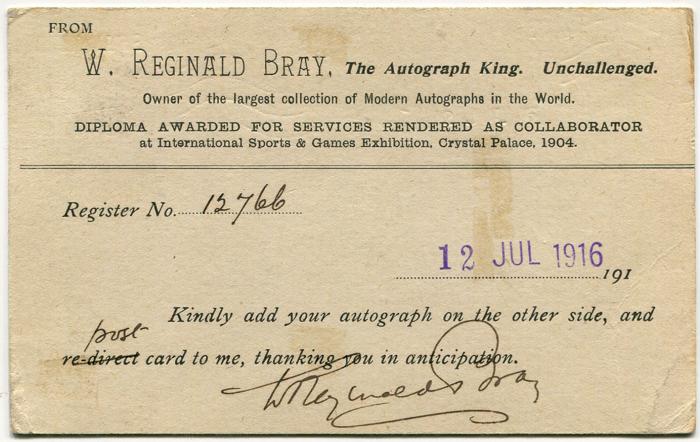 FROM
W. REGINALD BRAY, The Autograph King. Unchallenged.
Owner of the largest collection of Modern Autographs in the World.
DIPLOMA AWARDED FOR SERVICES RENDERED AS COLLABORATOR
at International Sports & Games Exhibition, Crystal Palace, 1904.
Register No. 12766
12 JUL 1916
191
Kindly add your autograph on the other side, and
post
re-direct card to me, thanking you in anticipation.
W Reginald Bray